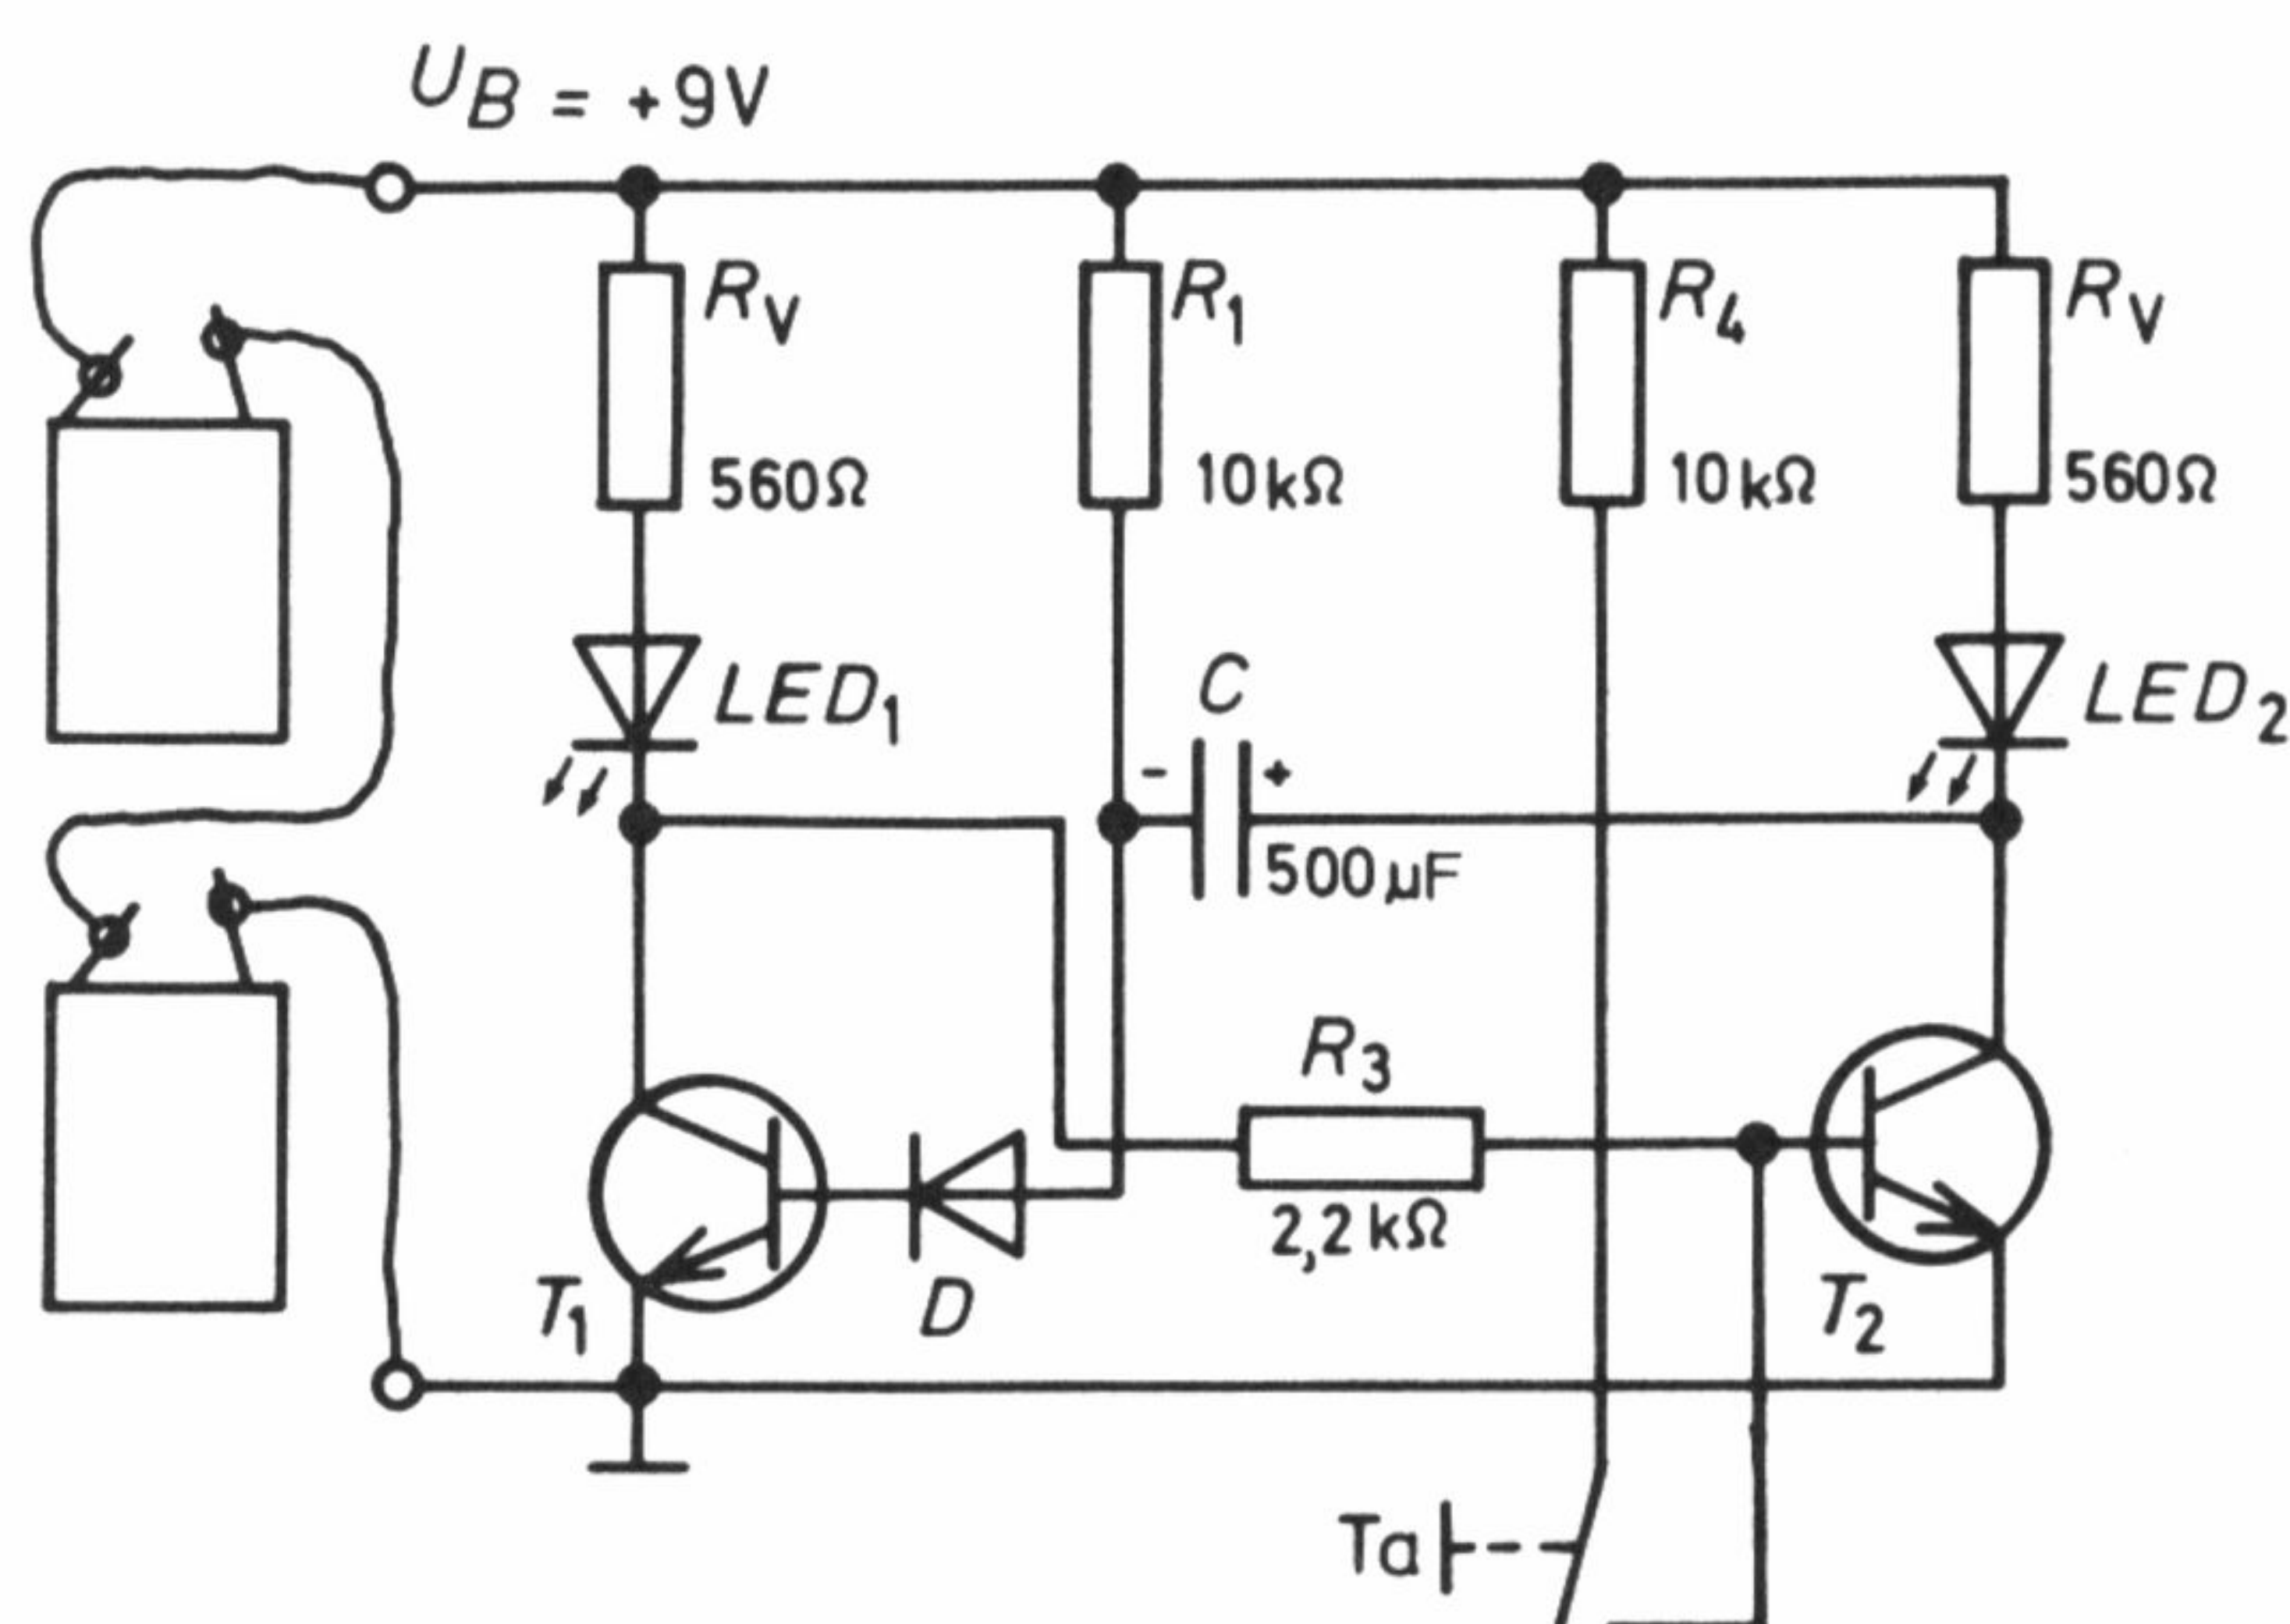 U_B = +9V
R_V
R_1
R_4
R_V
560Ω
10kΩ
10kΩ
560Ω
LED_1
C
LED_2
- +
500µF
R_3
2,2kΩ
T_1
D
T_2
Ta